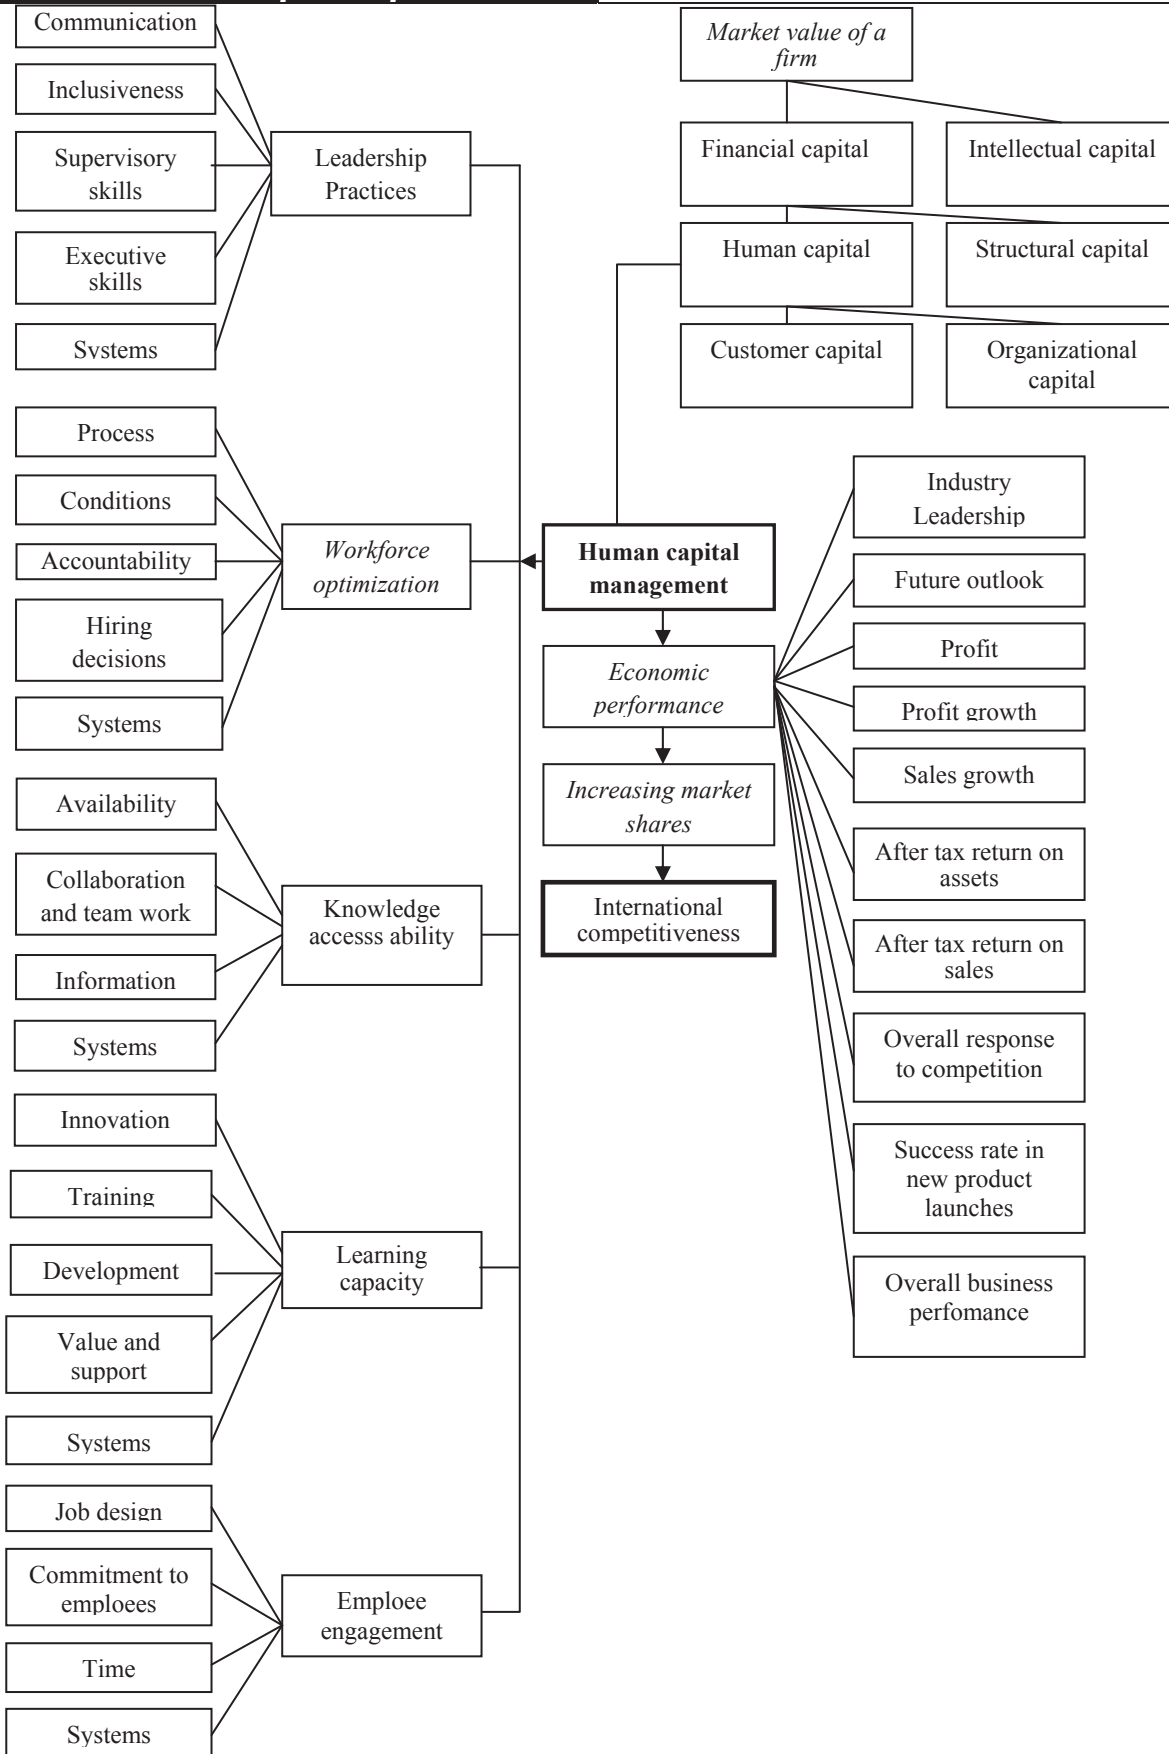 Communication
Inclusiveness
Supervisory
skills
Executive
skills
Systems
Leadership
Practices
Process
Conditions
Accountability
Hiring
decisions
Systems
Workforce
optimization
Availability
Collaboration
and team work
Information
Systems
Knowledge
accesss ability
Innovation
Training
Development
Value and
support
Systems
Learning
capacity
Job design
Commitment to
emploees
Time
Systems
Emploee
engagement
Market value of a
firm
Financial capital
Intellectual capital
Human capital
Structural capital
Customer capital
Organizational
capital
Human capital
management
Economic
performance
Increasing market
shares
International
competitiveness
Industry
Leadership
Future outlook
Profit
Profit growth
Sales growth
After tax return on
assets
After tax return on
sales
Overall response
to competition
Success rate in
new product
launches
Overall business
perfomance